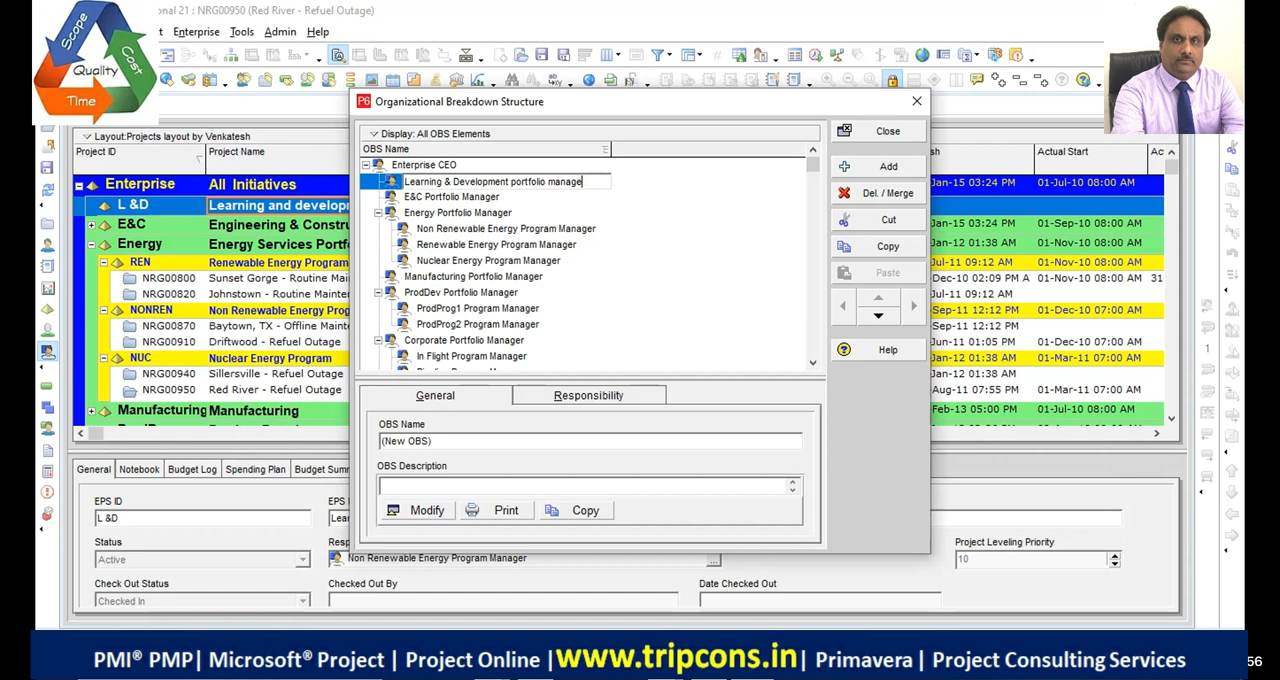 onal 21 : NRG00950 (Red River - Refuel Outage)
Scope
Cost
Quality
Time
t Enterprise Tools Admin Help
Layout:Projects layout by Venkatesh
Project ID Project Name
Actual Start
Enterprise All Initiatives Jan-15 03:24 PM 01-Jul-10 08:00 AM
L &D Learning and developr
E&C Engineering & Constru Jan-15 03:24 PM 01-Sep-10 08:00 AM
Energy Energy Services Portf Jan-12 01:38 AM 01-Nov-10 08:00 AM
REN Renewable Energy Program Jul-11 09:12 AM 01-Nov-10 08:00 AM
NRG00800 Sunset Gorge - Routine Main Dec-10 02:09 PM A 01-Nov-10 08:00 AM 31
NRG00820 Johnstown - Routine Mainter Jul-11 09:12 AM
NONREN Non Renewable Energy Prog Sep-11 12:12 PM 01-Dec-10 07:00 AM
NRG00870 Baytown, TX - Offline Mainte Sep-11 12:12 PM
NRG00910 Driftwood - Refuel Outage Jun-11 01:05 PM 01-Dec-10 07:00 AM
NUC Nuclear Energy Program Jan-12 01:38 AM 01-Mar-11 07:00 AM
NRG00940 Sillersville - Refuel Outage Jan-12 01:38 AM
NRG00950 Red River - Refuel Outage Aug-11 07:55 PM 01-Mar-11 07:00 AM
Manufacturing Manufacturing Feb-13 05:00 PM 01-Jul-10 08:00 AM
P6 Organizational Breakdown Structure
Display: All OBS Elements
OBS Name
Enterprise CEO
Learning & Development portfolio manage
E&C Portfolio Manager
Energy Portfolio Manager
Non Renewable Energy Program Manager
Renewable Energy Program Manager
Nuclear Energy Program Manager
Manufacturing Portfolio Manager
ProdDev Portfolio Manager
ProdProg1 Program Manager
ProdProg2 Program Manager
Corporate Portfolio Manager
In Flight Program Manager
Close
Add
Del. / Merge
Cut
Copy
Paste
Help
General Responsibility
OBS Name
(New OBS)
OBS Description
Modify Print Copy
General Notebook Budget Log Spending Plan Budget Summ
EPS ID
L &D
Status
Active
Non Renewable Energy Program Manager
Project Leveling Priority
10
Check Out Status Checked Out By Date Checked Out
Checked In
PMI® PMP| Microsoft® Project | Project Online |www.tripcons.in| Primavera | Project Consulting Services
56